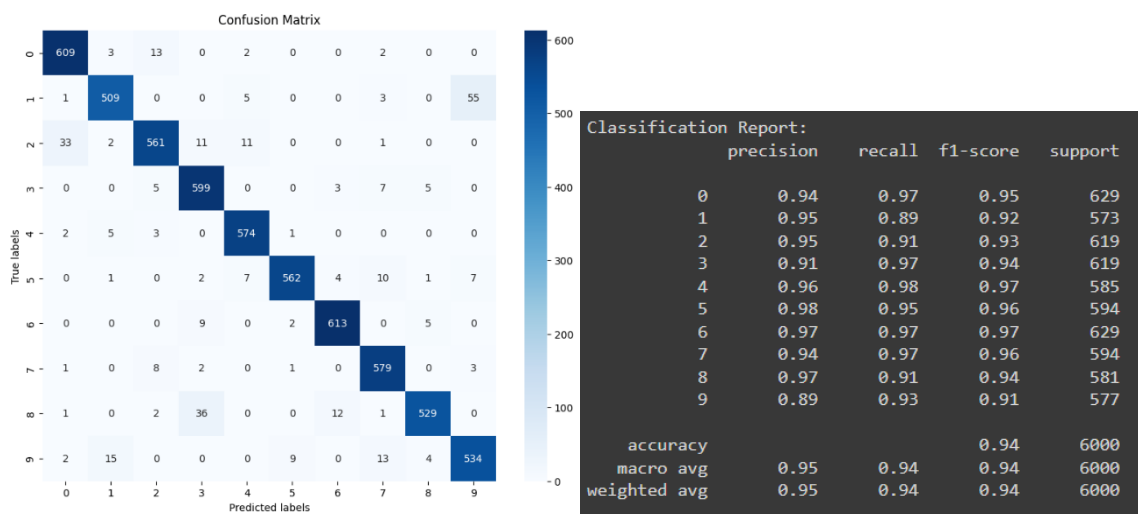 Confusion Matrix
0 609 3 13 0 2 0 0 2 0 0
1 1 509 0 0 5 0 0 3 0 55
2 33 2 561 11 11 0 0 1 0 0
3 0 0 5 599 0 0 3 7 5 0
4 2 5 3 0 574 1 0 0 0 0
5 0 1 0 2 7 562 4 10 1 7
6 0 0 0 9 0 2 613 0 5 0
7 1 0 8 2 0 1 0 579 0 3
8 1 0 2 36 0 0 12 1 529 0
9 2 15 0 0 0 9 0 13 4 534
0 1 2 3 4 5 6 7 8 9
True labels
Predicted labels
600
500
400
300
200
100
0
Classification Report:
precision recall f1-score support
0 0.94 0.97 0.95 629
1 0.95 0.89 0.92 573
2 0.95 0.91 0.93 619
3 0.91 0.97 0.94 619
4 0.96 0.98 0.97 585
5 0.98 0.95 0.96 594
6 0.97 0.97 0.97 629
7 0.94 0.97 0.96 594
8 0.97 0.91 0.94 581
9 0.89 0.93 0.91 577
accuracy 0.94 6000
macro avg 0.95 0.94 0.94 6000
weighted avg 0.95 0.94 0.94 6000